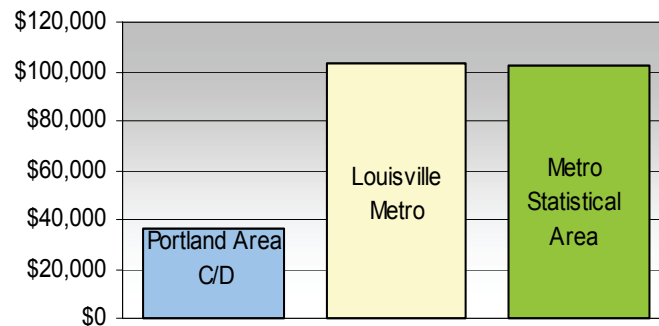 $120,000
$100,000
$80,000
$60,000
$40,000
$20,000
$0
Portland Area
C/D
Louisville
Metro
Metro
Statistical
Area